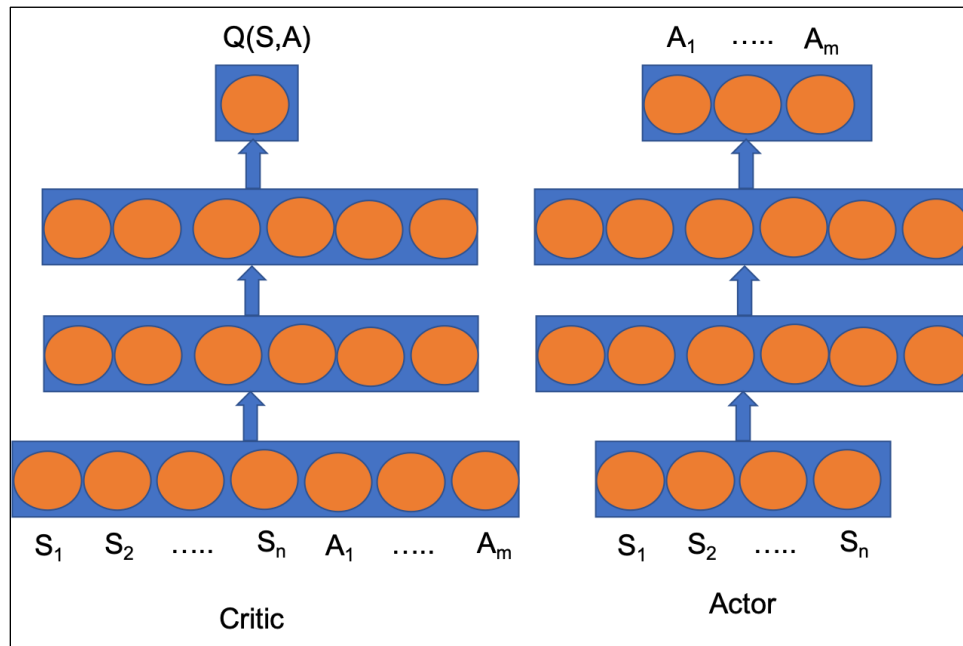 Q(S,A)
A₁ ..... Aₘ
S₁ S₂ ..... Sₙ A₁ ..... Aₘ
S₁ S₂ ..... Sₙ
Critic
Actor